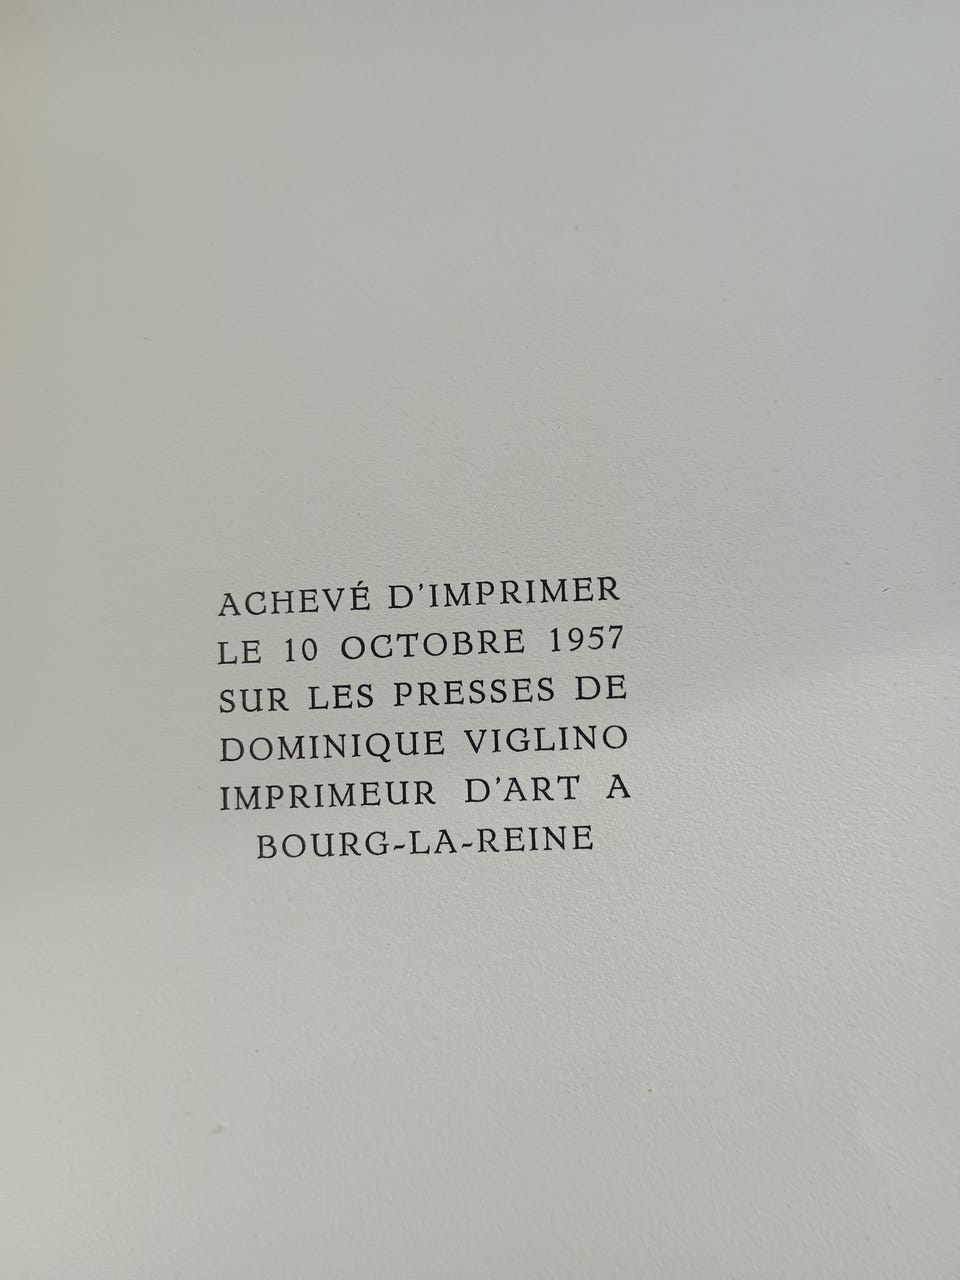 ACHEVÉ D'IMPRIMER
LE 10 OCTOBRE 1957
SUR LES PRESSES DE
DOMINIQUE VIGLINO
IMPRIMEUR D'ART A
BOURG-LA-REINE